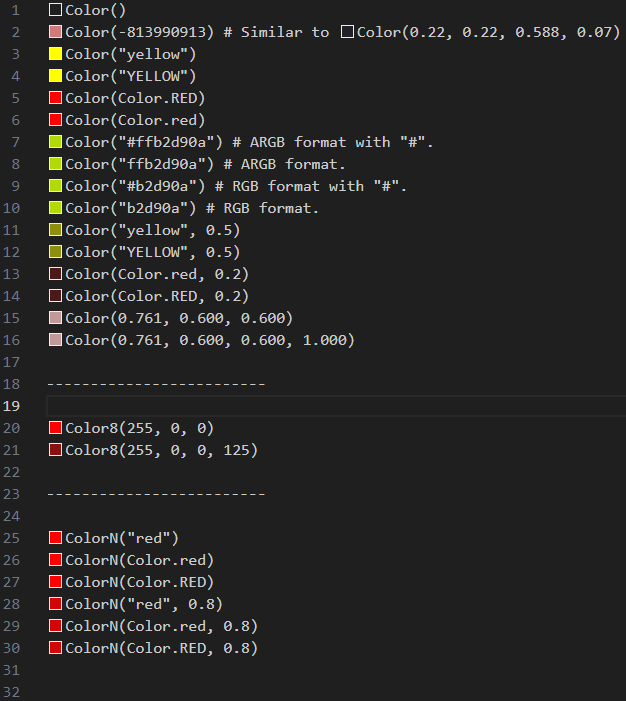 1 Color()
2 Color(-813990913) # Similar to Color(0.22, 0.22, 0.588, 0.07)
3 Color("yellow")
4 Color("YELLOW")
5 Color(Color.RED)
6 Color(Color.red)
7 Color("#ffb2d90a") # ARGB format with "#".
8 Color("ffb2d90a") # ARGB format.
9 Color("#b2d90a") # RGB format with "#".
10 Color("b2d90a") # RGB format.
11 Color("yellow", 0.5)
12 Color("YELLOW", 0.5)
13 Color(Color.red, 0.2)
14 Color(Color.RED, 0.2)
15 Color(0.761, 0.600, 0.600)
16 Color(0.761, 0.600, 0.600, 1.000)
17
18 -------------------------
19
20 Color8(255, 0, 0)
21 Color8(255, 0, 0, 125)
22
23 -------------------------
24
25 ColorN("red")
26 ColorN(Color.red)
27 ColorN(Color.RED)
28 ColorN("red", 0.8)
29 ColorN(Color.red, 0.8)
30 ColorN(Color.RED, 0.8)
31
32